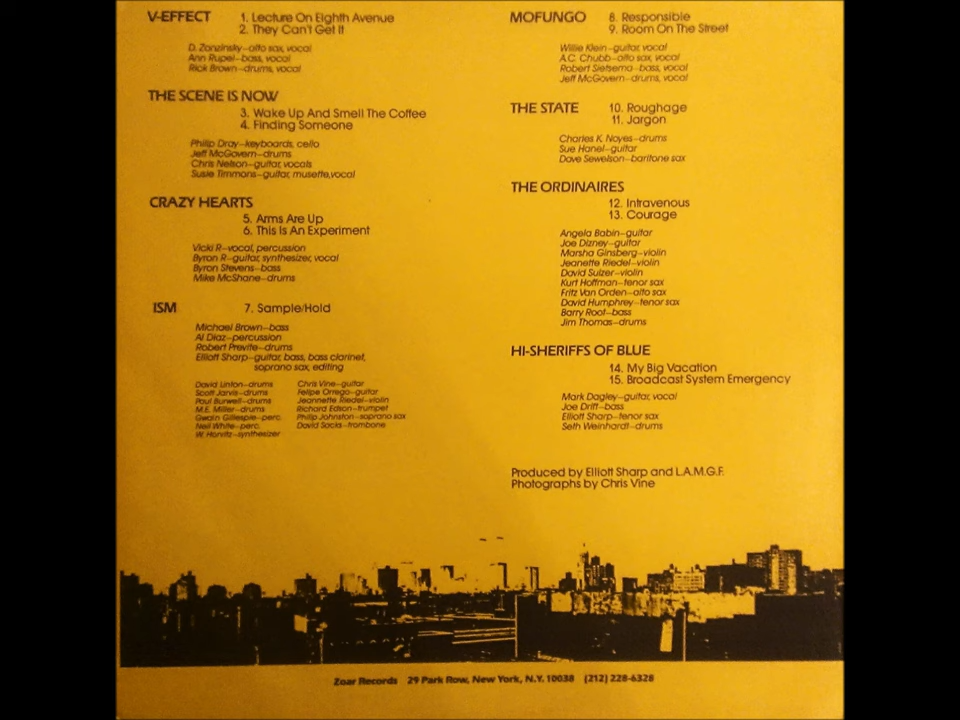 V-EFFECT 1. Lecture On Eighth Avenue
2. They Can't Get It
D. Zonzinsky–alto sax, vocal
Ann Rupel–bass, vocal
Rick Brown–drums, vocal
THE SCENE IS NOW
3. Wake Up And Smell The Coffee
4. Finding Someone
Philip Dray–keyboards, cello
Jeff McGovern–drums
Chris Nelson–guitar, vocals
Susie Timmons–guitar, musette,vocal
CRAZY HEARTS
5. Arms Are Up
6. This Is An Experiment
Vicki R–vocal, percussion
Byron R–guitar, synthesizer, vocal
Byron Stevens–bass
Mike McShane–drums
ISM 7. Sample/Hold
Michael Brown–bass
Al Diaz–percussion
Robert Previte–drums
Elliott Sharp–guitar, bass, bass clarinet,
soprano sax, editing
David Linton–drums
Scott Jarvis–drums
Paul Burwell–drums
M.E. Miller–drums
Gwain Gillespie–perc.
Neil White–perc.
W. Horvitz–synthesizer
Chris Vine–guitar
Felipe Orrego–guitar
Jeannette Riedel–violin
Richard Edson–trumpet
Philip Johnston–soprano sax
David Sacks–trombone
MOFUNGO 8. Responsible
9. Room On The Street
Willie Klein–guitar, vocal
A.C. Chubb–alto sax, vocal
Robert Sietsema–bass, vocal
Jeff McGovern–drums, vocal
THE STATE 10. Roughage
11. Jargon
Charles K. Noyes–drums
Sue Hanel–guitar
Dave Sewelson–baritone sax
THE ORDINAIRES
12. Intravenous
13. Courage
Angela Babin–guitar
Joe Dizney–guitar
Marsha Ginsberg–violin
Jeanette Riedel–violin
David Sulzer–violin
Kurt Hoffman–tenor sax
Fritz Van Orden–alto sax
David Humphrey–tenor sax
Barry Root–bass
Jim Thomas–drums
HI-SHERIFFS OF BLUE
14. My Big Vacation
15. Broadcast System Emergency
Mark Dagley–guitar, vocal
Joe Drift–bass
Elliott Sharp–tenor sax
Seth Weinhardt–drums
Produced by Elliott Sharp and L.A.M.G.F.
Photographs by Chris Vine
Zoar Records 29 Park Row, New York, N.Y. 10038 (212) 228-6328